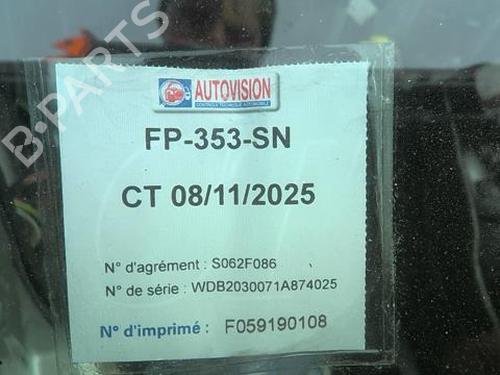 AUTOVISION
CONTRÔLE TECHNIQUE AUTOMOBILE
FP-353-SN
CT 08/11/2025
N° d'agrément : S062F086
N° de série : WDB2030071A874025
N° d'imprimé : F059190108
B-PARTS